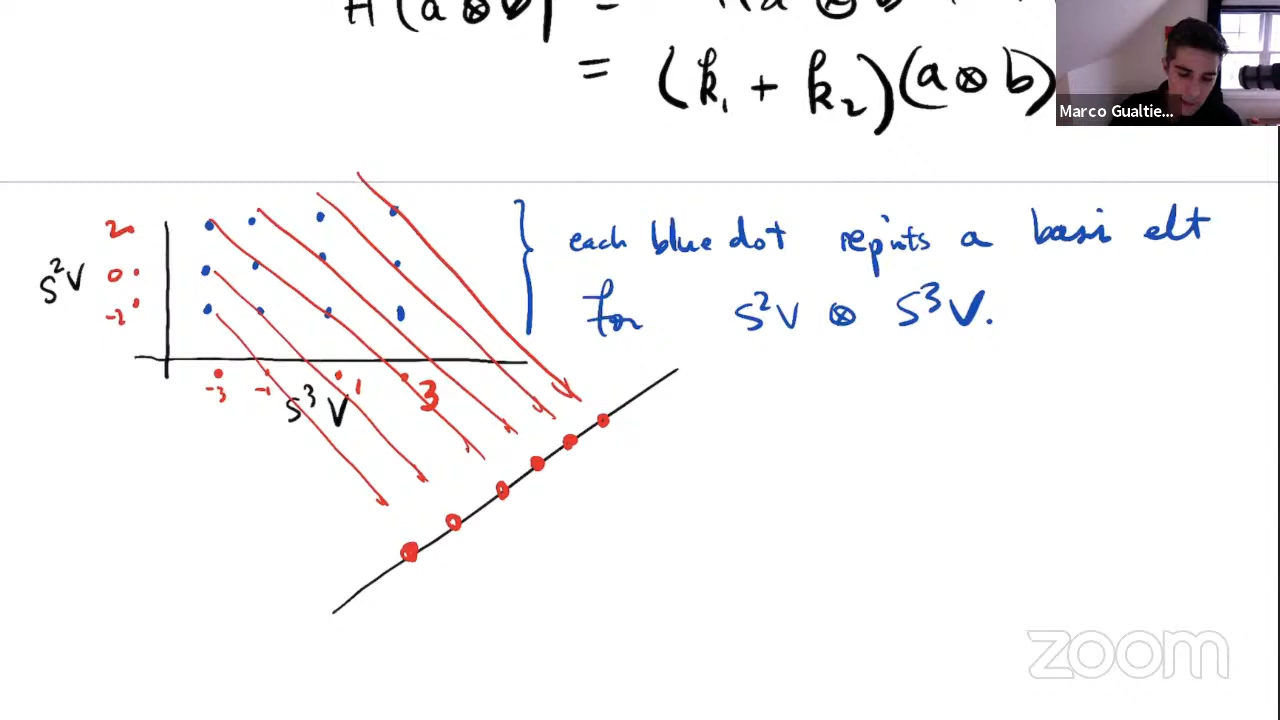 H(a⊗b) =
= (k₁ + k₂)(a⊗b)
Marco Gualtie...
2
S²V 0
-2
each blue dot rep'nts a basi elt
for S²V ⊗ S³V.
-3 -1 1 3
S³V
zoom